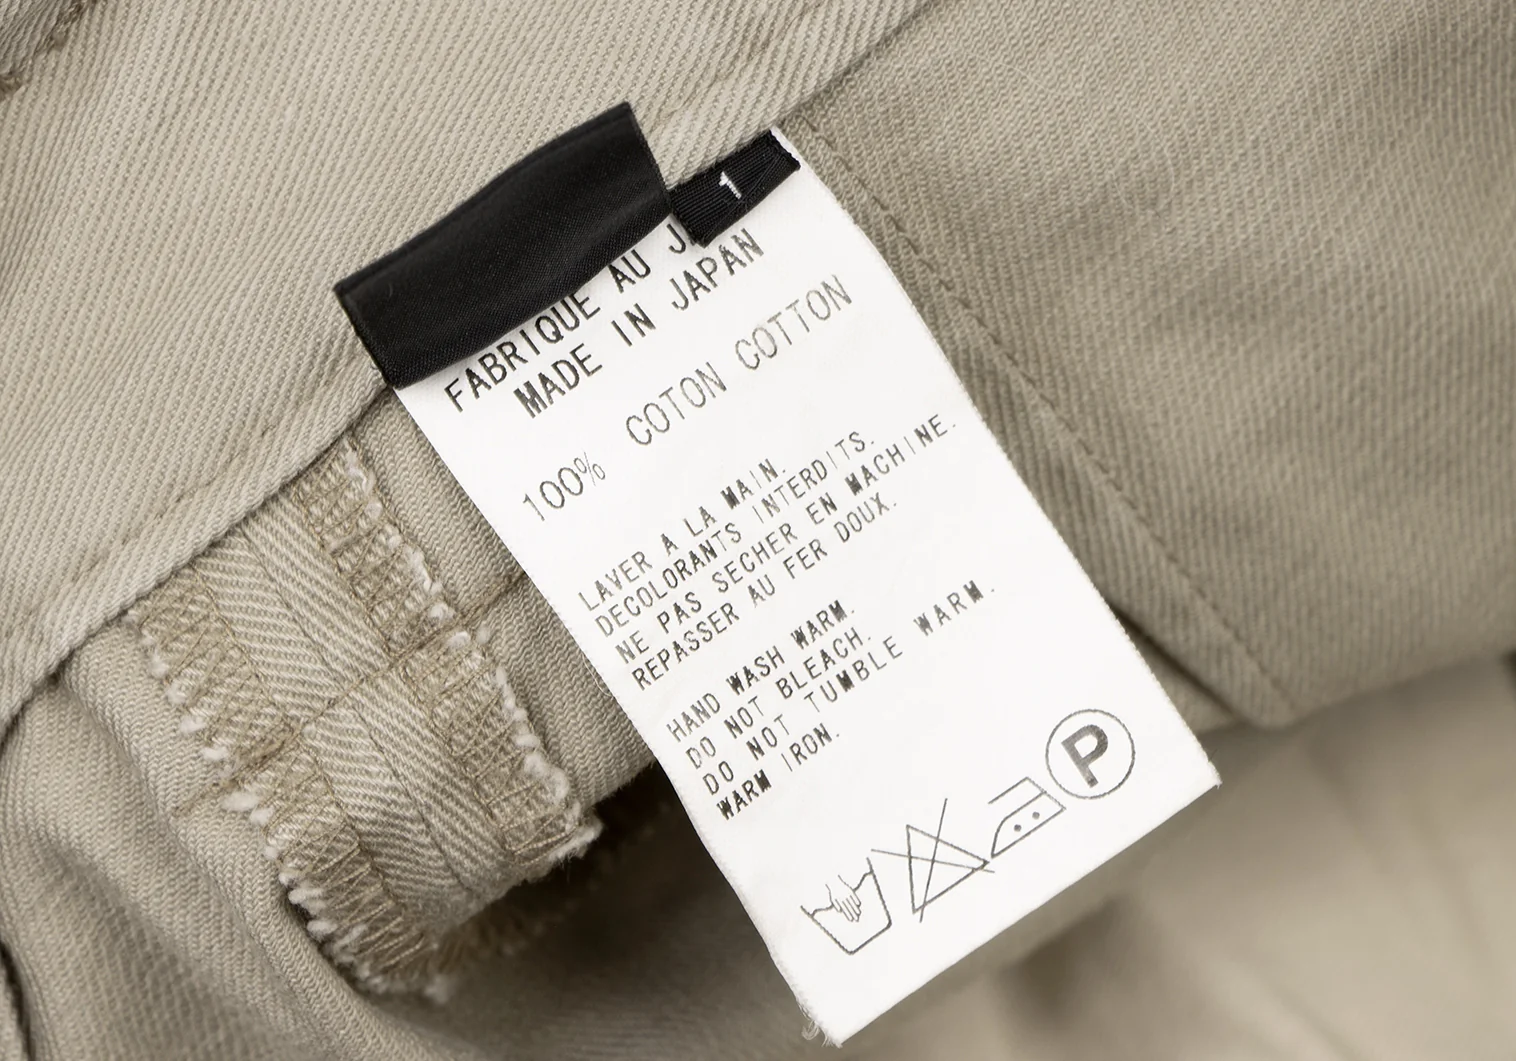 1
FABRIQUE AU
MADE IN JAPAN
100% COTON COTTON
LAVER A LA MAIN.
DECOLORANTS INTERDITS.
NE PAS SECHER EN MACHINE.
REPASSER AU FER DOUX.
HAND WASH WARM.
DO NOT BLEACH.
DO NOT TUMBLE WARM.
WARM IRON.
P